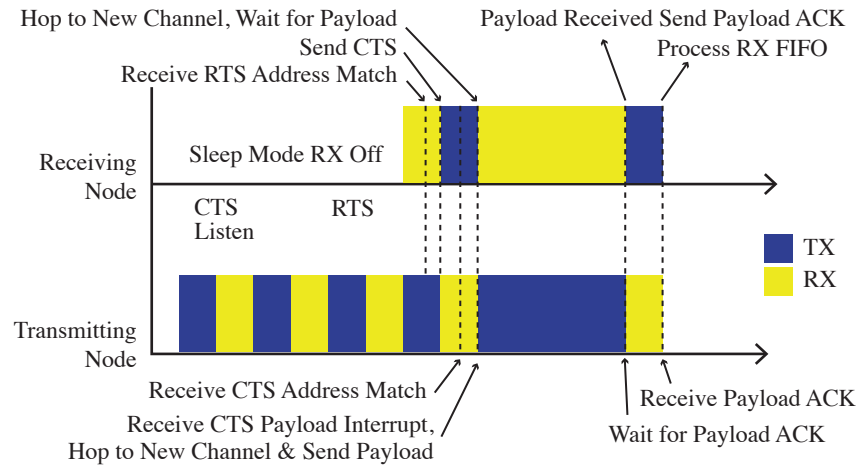 Hop to New Channel, Wait for Payload
Send CTS
Receive RTS Address Match
Payload Received Send Payload ACK
Process RX FIFO
Receiving
Node
Sleep Mode RX Off
CTS
Listen
RTS
TX
RX
Transmitting
Node
Receive CTS Address Match
Receive CTS Payload Interrupt,
Hop to New Channel & Send Payload
Receive Payload ACK
Wait for Payload ACK